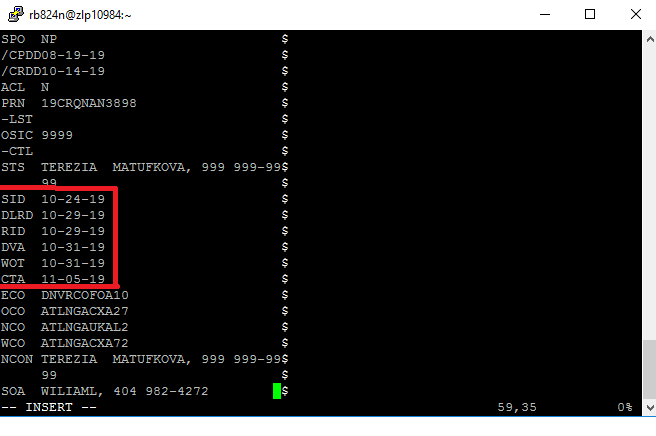 rb824n@zlp10984:~
SPO NP $
/CPDD08-19-19 $
/CRDD10-14-19 $
ACL N $
PRN 19CRQNAN3898 $
-LST $
OSIC 9999 $
-CTL $
STS TEREZIA MATUFKOVA, 999 999-99$
99 $
SID 10-24-19 $
DLRD 10-29-19 $
RID 10-29-19 $
DVA 10-31-19 $
WOT 10-31-19 $
CTA 11-05-19 $
ECO DNVRCOFOA10 $
OCO ATLNGACXA27 $
NCO ATLNGAUKAL2 $
WCO ATLNGACXA72 $
NCON TEREZIA MATUFKOVA, 999 999-99$
99 $
SOA WILIAML, 404 982-4272 $
-- INSERT -- 59,35 0%